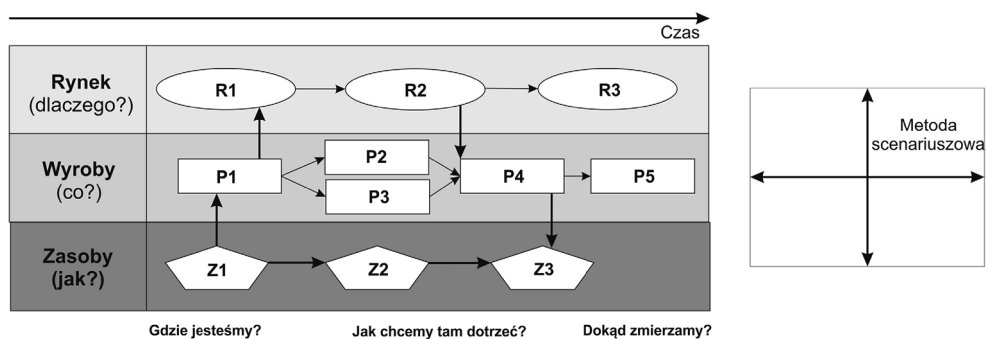 Czas
Rynek
(dlaczego?)
R1
R2
R3
Wyroby
(co?)
P1
P2
P3
P4
P5
Zasoby
(jak?)
Z1
Z2
Z3
Gdzie jesteśmy?
Jak chcemy tam dotrzeć?
Dokąd zmierzamy?
Metoda
scenariuszowa